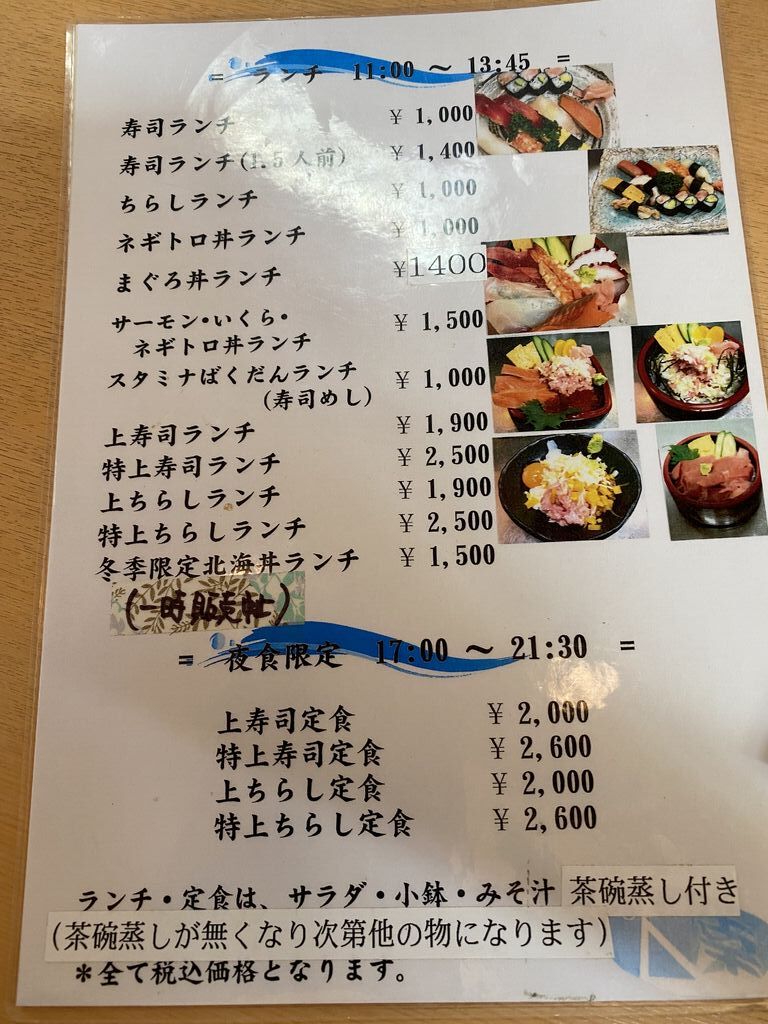 = ランチ 11:00 ～ 13:45 =
寿司ランチ ¥ 1,000
寿司ランチ(1.5人前) ¥ 1,400
ちらしランチ ¥ 1,000
ネギトロ丼ランチ ¥ 1,000
まぐろ丼ランチ ¥1400
サーモン・いくら・ ¥ 1,500
ネギトロ丼ランチ
スタミナばくだんランチ ¥ 1,000
(寿司めし)
上寿司ランチ ¥ 1,900
特上寿司ランチ ¥ 2,500
上ちらしランチ ¥ 1,900
特上ちらしランチ ¥ 2,500
冬季限定北海丼ランチ ¥ 1,500
(一時販売中止)
= 夜食限定 17:00 ～ 21:30 =
上寿司定食 ¥ 2,000
特上寿司定食 ¥ 2,600
上ちらし定食 ¥ 2,000
特上ちらし定食 ¥ 2,600
ランチ・定食は、サラダ・小鉢・みそ汁 茶碗蒸し付き
(茶碗蒸しが無くなり次第他の物になります)
＊全て税込価格となります。